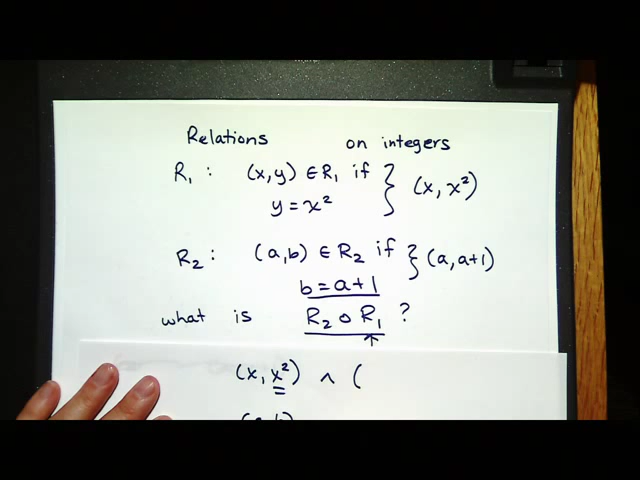 Relations on integers
R₁ : (x,y) ∈ R₁ if } (x, x²)
y = x²
R₂ : (a,b) ∈ R₂ if } (a, a+1)
b = a+1
what is R₂ ∘ R₁ ?
↑
(x, x²) ∧ (